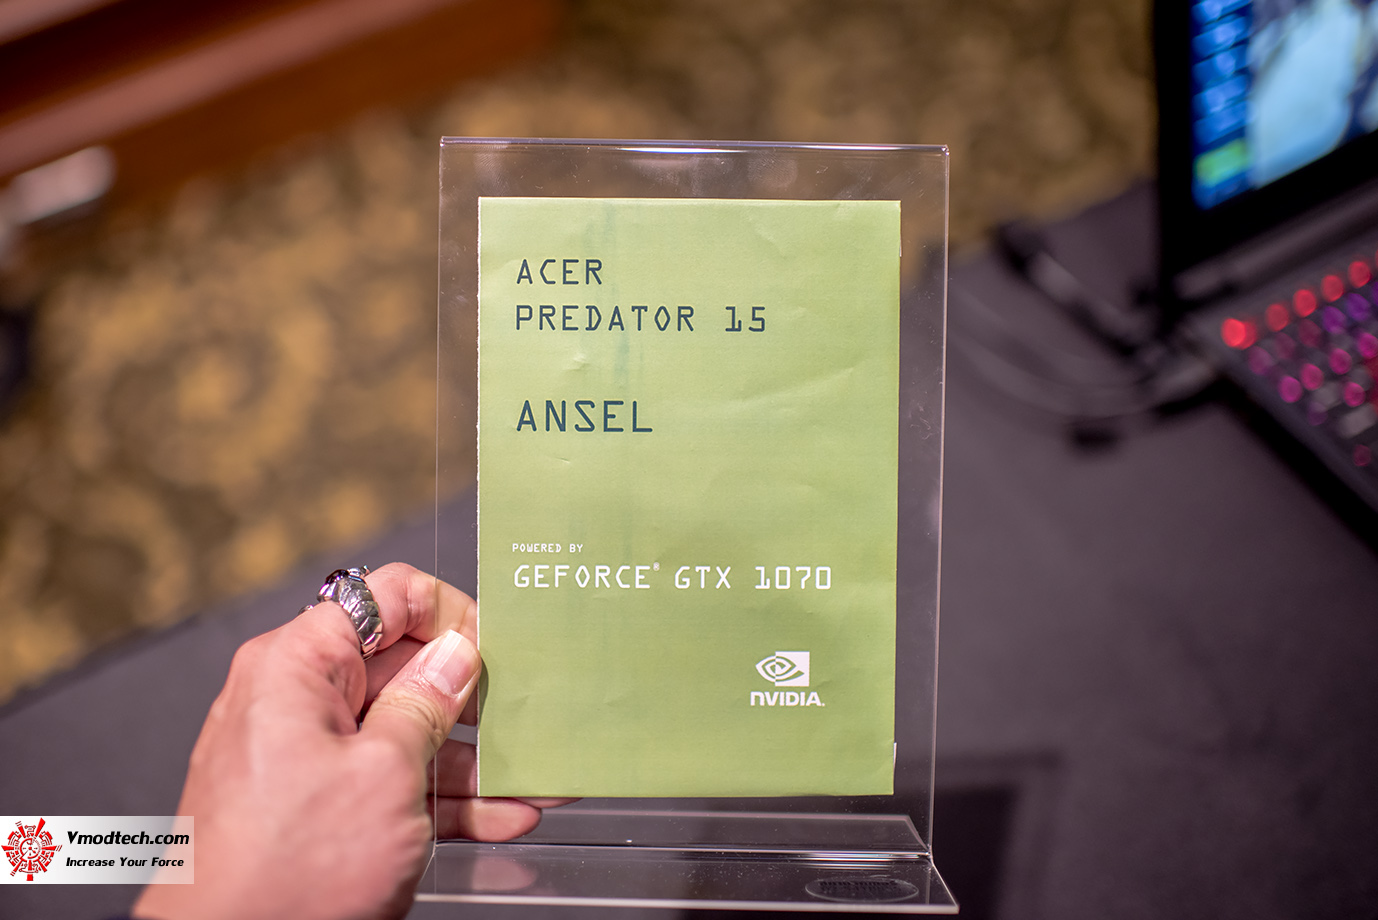 ACER
PREDATOR 15
ANSEL
POWERED BY
GEFORCE® GTX 1070
NVIDIA.
Vmodtech.com
Increase Your Force